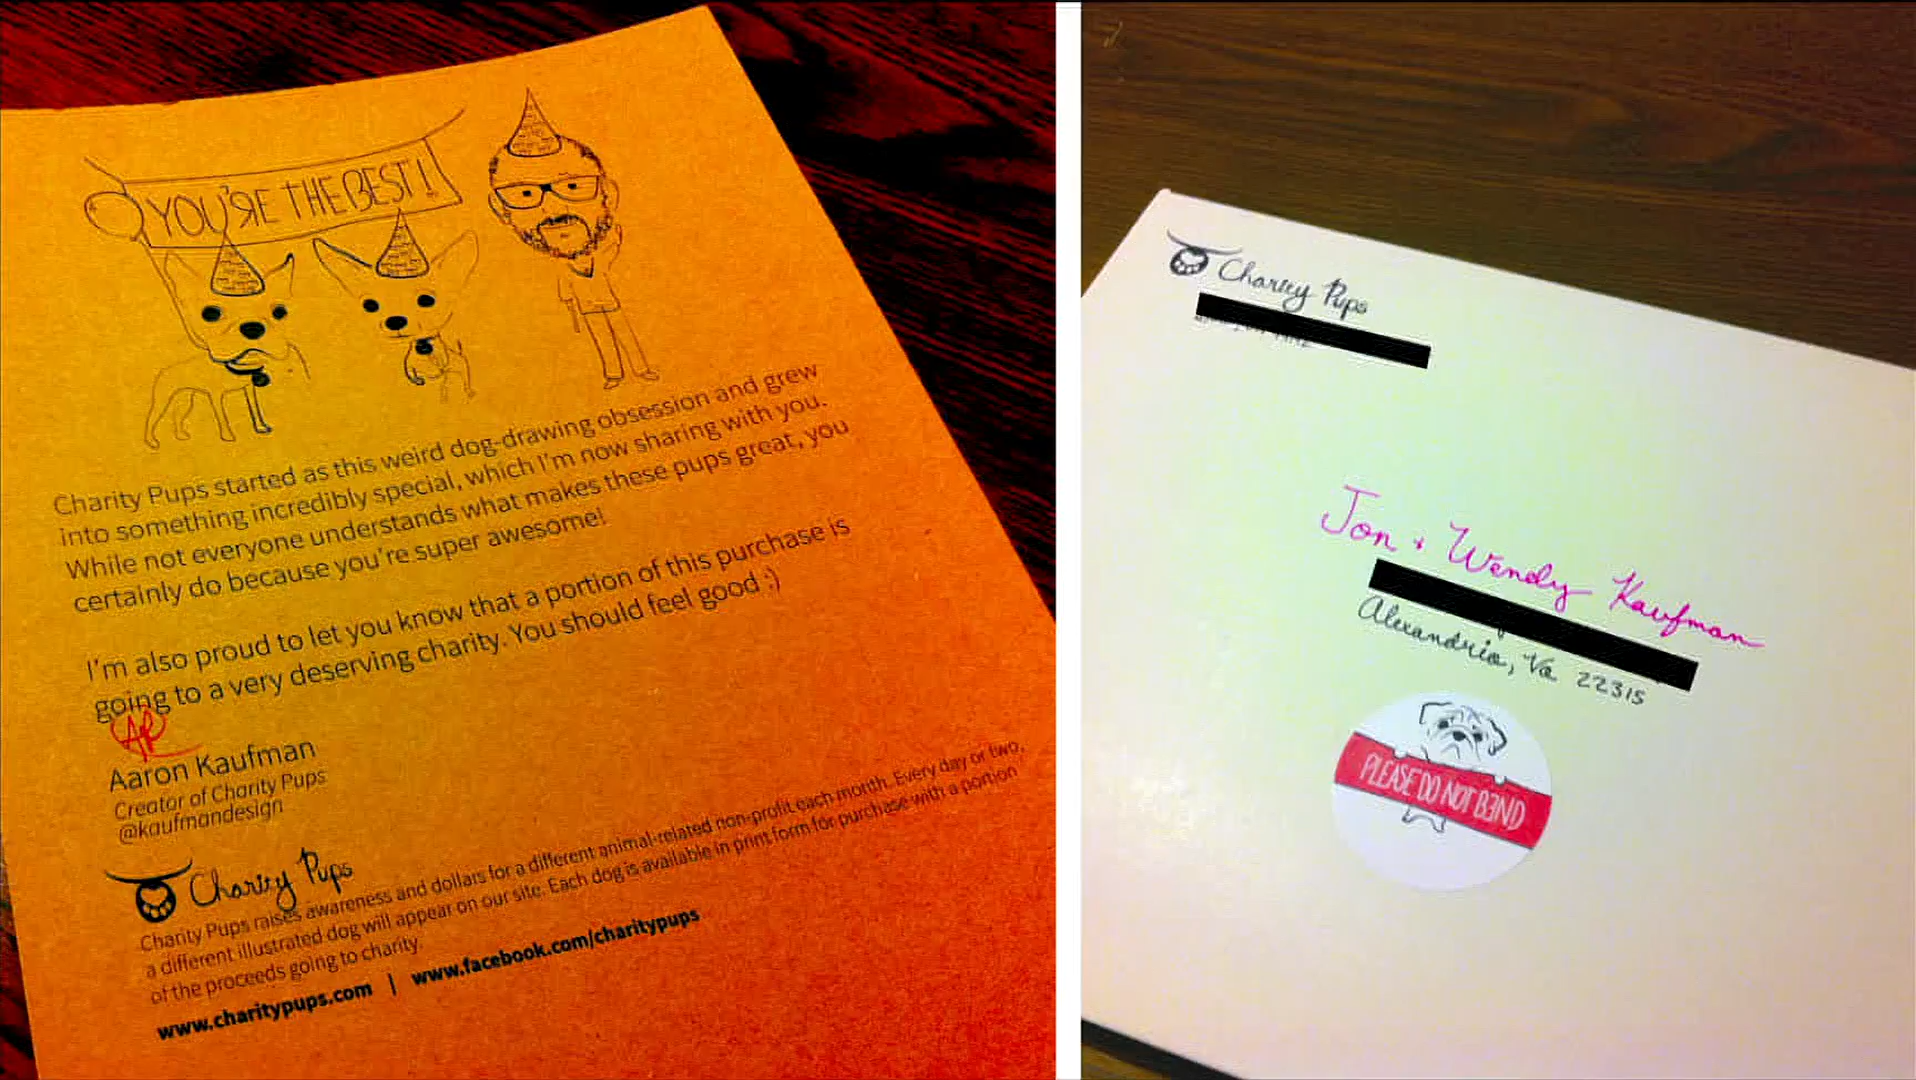 YOU'RE THE BEST!
Charity Pups started as this weird dog-drawing obsession and grew
into something incredibly special, which I'm now sharing with you.
While not everyone understands what makes these pups great, you
certainly do because you're super awesome!
I'm also proud to let you know that a portion of this purchase is
going to a very deserving charity. You should feel good :)
AK
Aaron Kaufman
Creator of Charity Pups
@kaufmandesign
Charity Pups
Charity Pups raises awareness and dollars for a different animal-related non-profit each month. Every day or two,
a different illustrated dog will appear on our site. Each dog is available in print form for purchase with a portion
of the proceeds going to charity.
www.charitypups.com | www.facebook.com/charitypups
Charity Pups
Jon + Wendy Kaufman
Alexandria, Va 22315
PLEASE DO NOT BEND